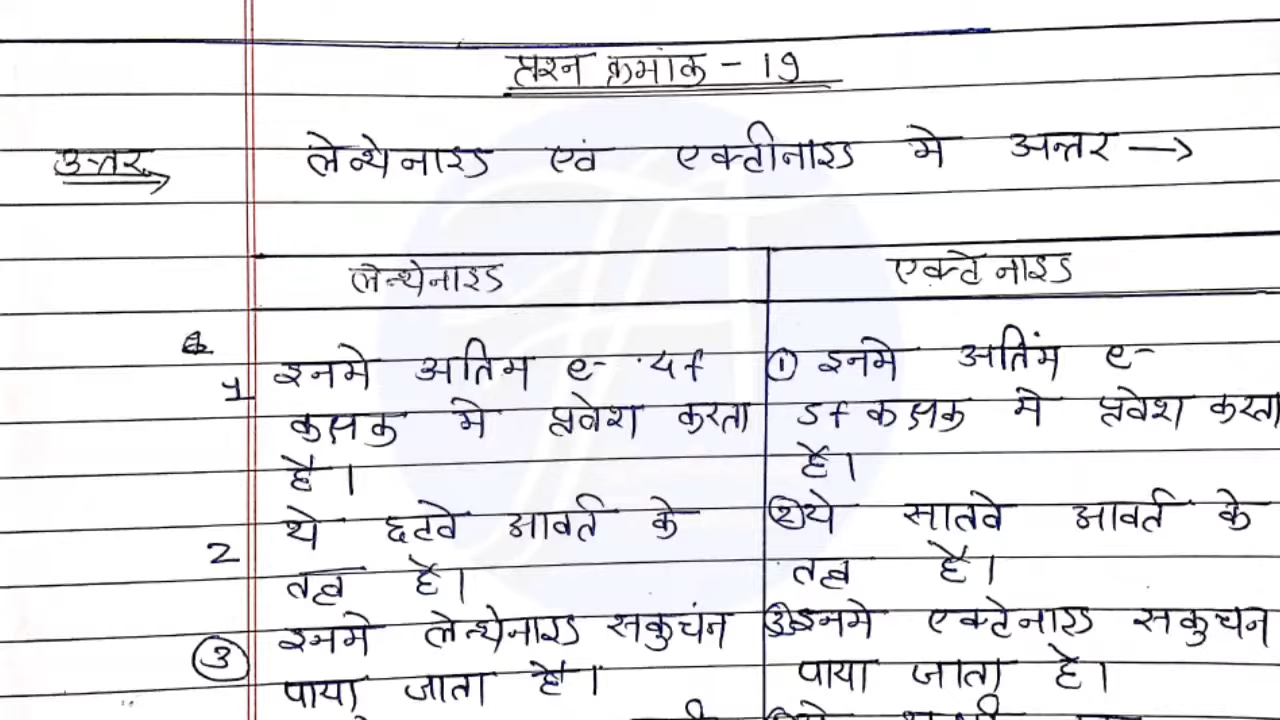 प्रश्न क्रमांक - 19
उत्तर लेन्थेनाइड एवं एक्टीनाइड मे अन्तर →
लेन्थेनाइड एक्टेनाइड
1 इनमे अतिम e- 4f ① इनमे अतिंम e-
कक्षक मे प्रवेश करता 5f कक्षक मे प्रवेश करता
है। है।
2 ये छटवे आवर्त के ② ये सातवे आवर्त के
तत्व है। तत्व है।
③ इनमे लेन्थेनाइड सकुचंन ③ इनमे एक्टेनाइड सकुचन
पाया जाता है। पाया जाता है।